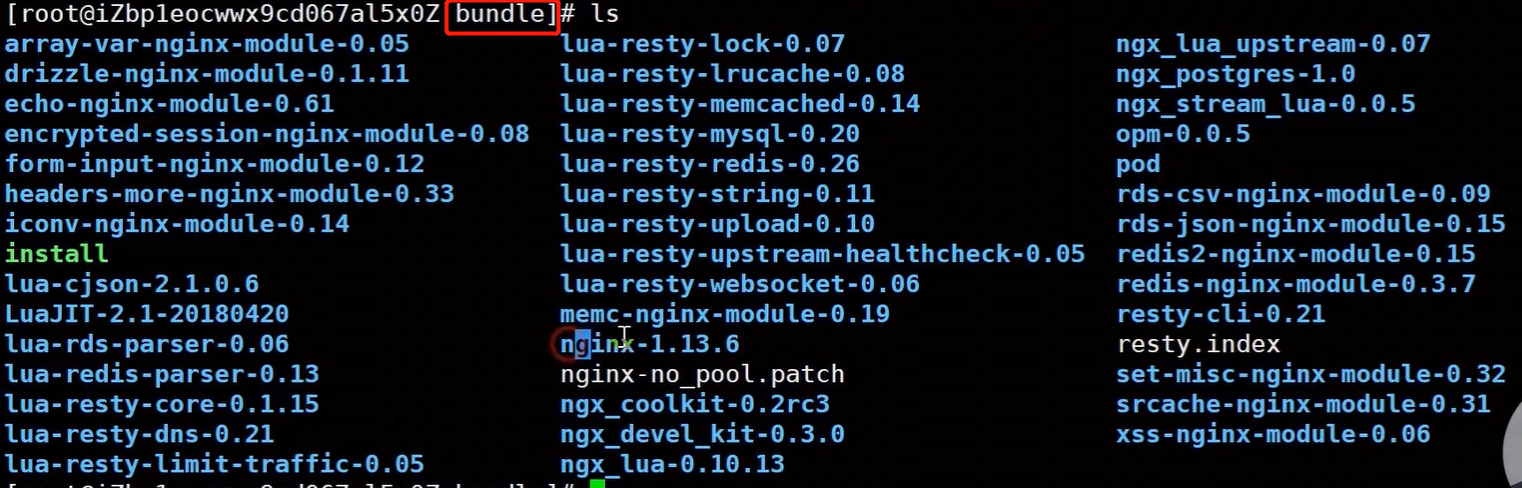 [root@iZbp1eocwwx9cd067al5x0Z bundle]# ls
array-var-nginx-module-0.05 lua-resty-lock-0.07 ngx_lua_upstream-0.07
drizzle-nginx-module-0.1.11 lua-resty-lrucache-0.08 ngx_postgres-1.0
echo-nginx-module-0.61 lua-resty-memcached-0.14 ngx_stream_lua-0.0.5
encrypted-session-nginx-module-0.08 lua-resty-mysql-0.20 opm-0.0.5
form-input-nginx-module-0.12 lua-resty-redis-0.26 pod
headers-more-nginx-module-0.33 lua-resty-string-0.11 rds-csv-nginx-module-0.09
iconv-nginx-module-0.14 lua-resty-upload-0.10 rds-json-nginx-module-0.15
install lua-resty-upstream-healthcheck-0.05 redis2-nginx-module-0.15
lua-cjson-2.1.0.6 lua-resty-websocket-0.06 redis-nginx-module-0.3.7
LuaJIT-2.1-20180420 memc-nginx-module-0.19 resty-cli-0.21
lua-rds-parser-0.06 nginx-1.13.6 resty.index
lua-redis-parser-0.13 nginx-no_pool.patch set-misc-nginx-module-0.32
lua-resty-core-0.1.15 ngx_coolkit-0.2rc3 srcache-nginx-module-0.31
lua-resty-dns-0.21 ngx_devel_kit-0.3.0 xss-nginx-module-0.06
lua-resty-limit-traffic-0.05 ngx_lua-0.10.13